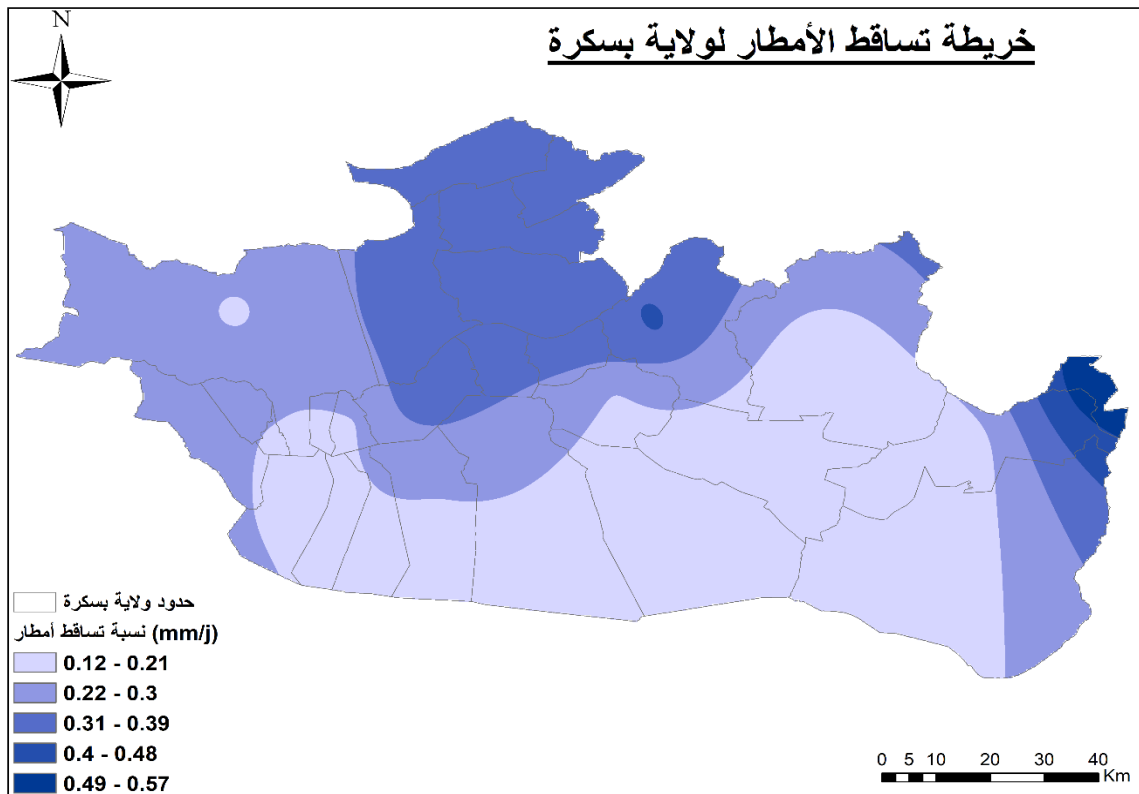 N
خريطة تساقط الأمطار لولاية بسكرة
حدود ولاية بسكرة
نسبة تساقط أمطار (mm/j)
0.12 - 0.21
0.22 - 0.3
0.31 - 0.39
0.4 - 0.48
0.49 - 0.57
0 5 10 20 30 40
Km